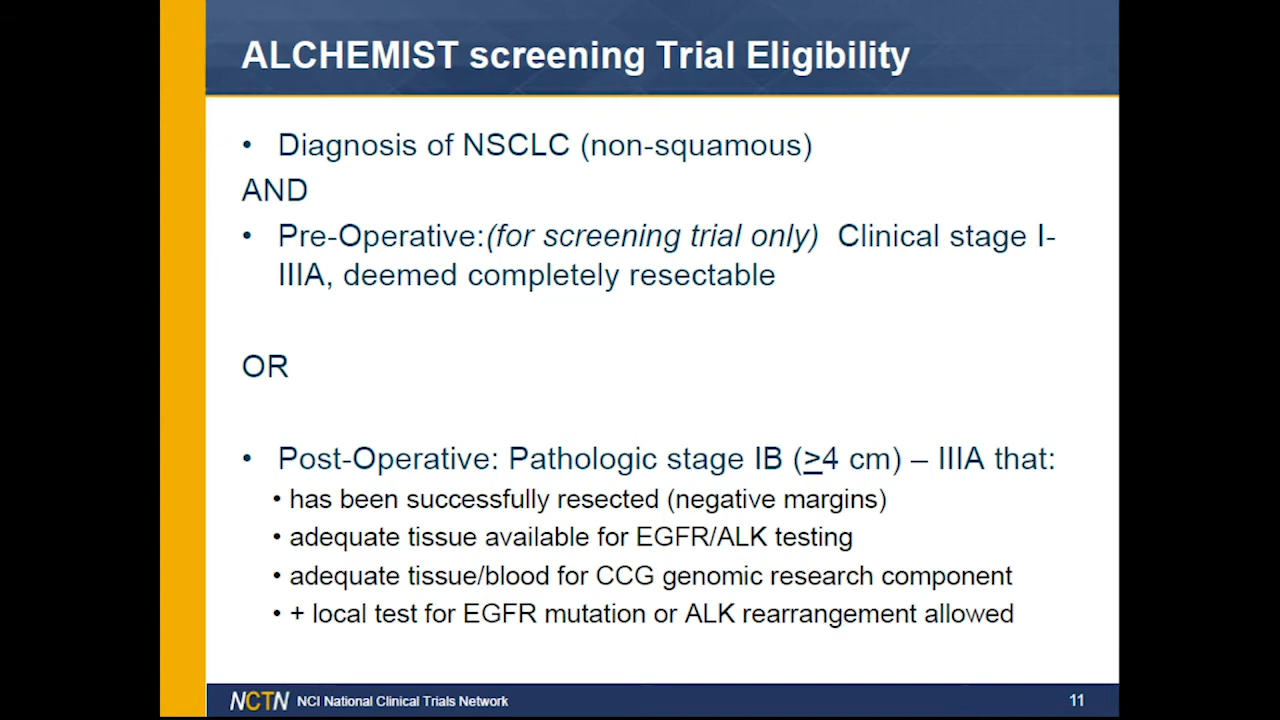 ALCHEMIST screening Trial Eligibility
• Diagnosis of NSCLC (non-squamous)
AND
• Pre-Operative:(for screening trial only) Clinical stage I-
IIIA, deemed completely resectable
OR
• Post-Operative: Pathologic stage IB (≥4 cm) – IIIA that:
• has been successfully resected (negative margins)
• adequate tissue available for EGFR/ALK testing
• adequate tissue/blood for CCG genomic research component
• + local test for EGFR mutation or ALK rearrangement allowed
NCTN NCI National Clinical Trials Network
11